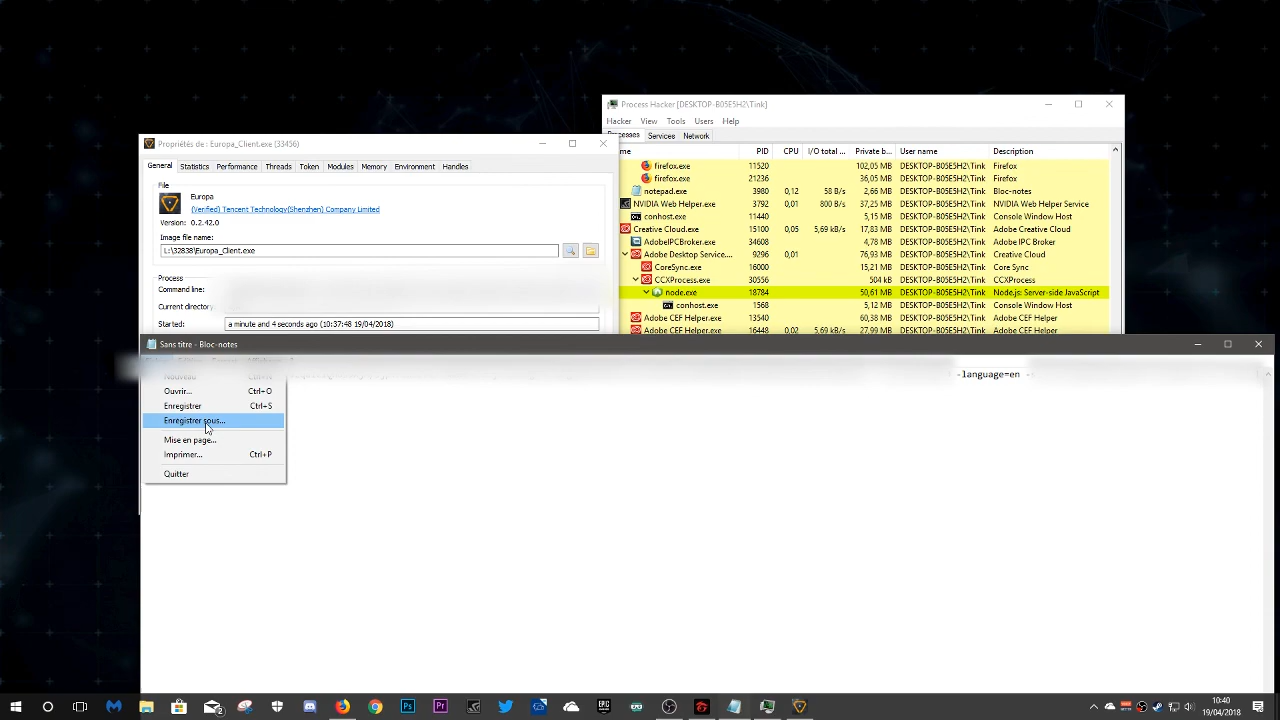 Process Hacker [DESKTOP-B05E5H2\Tink]
Hacker View Tools Users Help
Processes Services Network
me PID CPU I/O total ... Private b... User name Description
firefox.exe 11520 102,05 MB DESKTOP-B05E5H2\Tink Firefox
firefox.exe 21236 36,05 MB DESKTOP-B05E5H2\Tink Firefox
notepad.exe 3980 0,12 58 B/s 2,66 MB DESKTOP-B05E5H2\Tink Bloc-notes
NVIDIA Web Helper.exe 3792 0,01 800 B/s 37,25 MB DESKTOP-B05E5H2\Tink NVIDIA Web Helper Service
conhost.exe 11440 5,15 MB DESKTOP-B05E5H2\Tink Console Window Host
Creative Cloud.exe 15100 0,05 5,69 kB/s 17,83 MB DESKTOP-B05E5H2\Tink Adobe Creative Cloud
AdobeIPCBroker.exe 34608 4,78 MB DESKTOP-B05E5H2\Tink Adobe IPC Broker
Adobe Desktop Service.... 9296 0,01 76,93 MB DESKTOP-B05E5H2\Tink Creative Cloud
CoreSync.exe 16000 15,21 MB DESKTOP-B05E5H2\Tink Core Sync
CCXProcess.exe 30556 504 kB DESKTOP-B05E5H2\Tink CCXProcess
node.exe 18784 50,61 MB DESKTOP-B05E5H2\Tink Node.js: Server-side JavaScript
conhost.exe 1568 5,12 MB DESKTOP-B05E5H2\Tink Console Window Host
Adobe CEF Helper.exe 13540 60,38 MB DESKTOP-B05E5H2\Tink Adobe CEF Helper
Adobe CEF Helper.exe 16448 0,02 5,69 kB/s 27,99 MB DESKTOP-B05E5H2\Tink Adobe CEF Helper
Propriétés de : Europa_Client.exe (33456)
General Statistics Performance Threads Token Modules Memory Environment Handles
File
Europa
(Verified) Tencent Technology(Shenzhen) Company Limited
Version: 0.2.42.0
Image file name:
L:\32838\Europa_Client.exe
Process
Command line:
Current directory
Started: a minute and 4 seconds ago (10:37:48 19/04/2018)
Sans titre - Bloc-notes
-language=en -
Nouveau Ctrl+N
Ouvrir... Ctrl+O
Enregistrer Ctrl+S
Enregistrer sous...
Mise en page...
Imprimer... Ctrl+P
Quitter
2
Ps
Pr
EPIC
10:40
19/04/2018